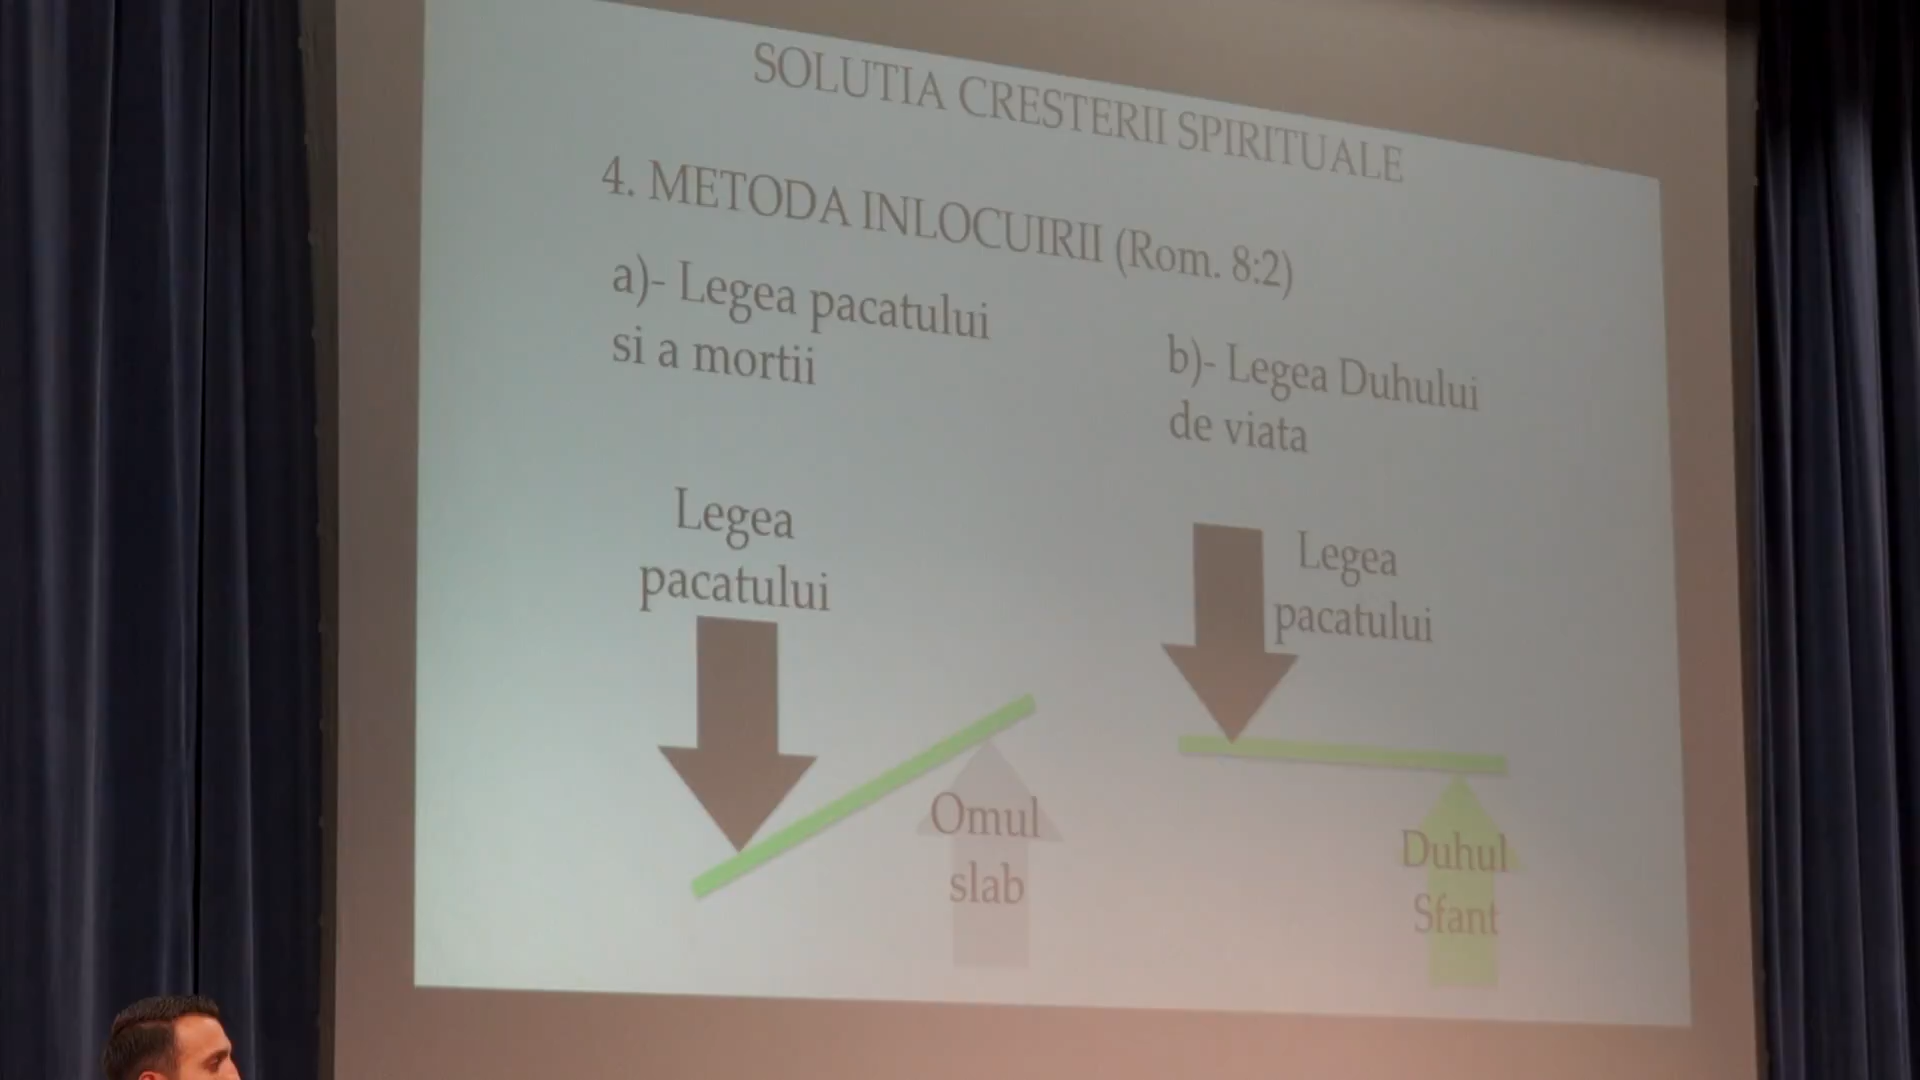 SOLUTIA CRESTERII SPIRITUALE
4. METODA INLOCUIRII (Rom. 8:2)
a)- Legea pacatului
si a mortii
b)- Legea Duhului
de viata
Legea
pacatului
Legea
pacatului
Omul
slab
Duhul
Sfant